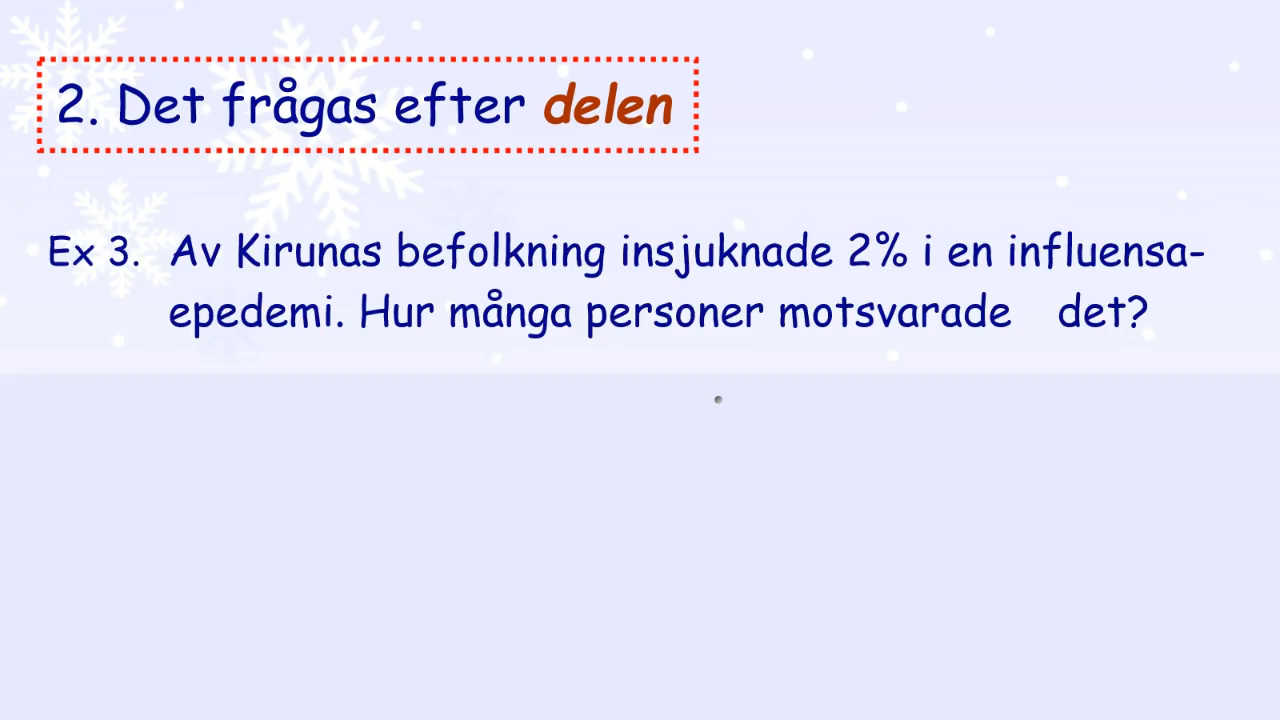 2. Det frågas efter delen
Ex 3. Av Kirunas befolkning insjuknade 2% i en influensa-
epedemi. Hur många personer motsvarade det?